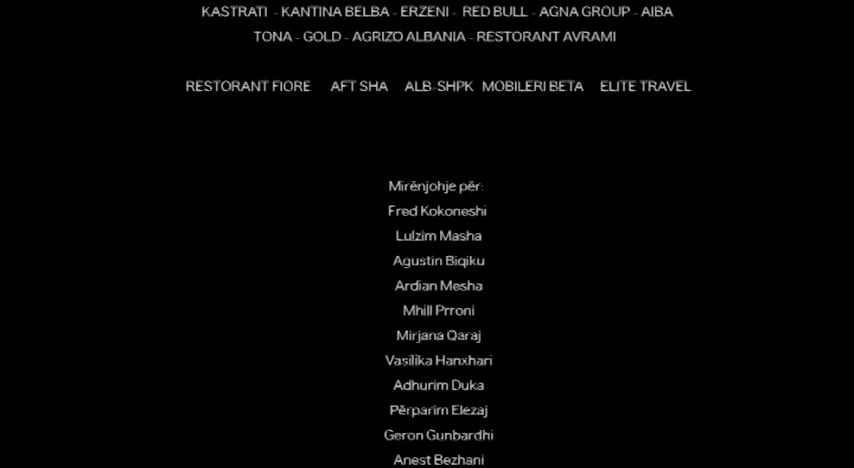 KASTRATI - KANTINA BELBA - ERZENI - RED BULL - AGNA GROUP - AIBA
TONA - GOLD - AGRIZO ALBANIA - RESTORANT AVRAMI
RESTORANT FIORE AFT SHA ALB-SHPK MOBILERI BETA ELITE TRAVEL
Mirënjohje për:
Fred Kokoneshi
Lulzim Masha
Agustin Biqiku
Ardian Mesha
Mhill Prroni
Mirjana Qaraj
Vasilika Hanxhari
Adhurim Duka
Përparim Elezaj
Geron Gunbardhi
Anest Bezhani